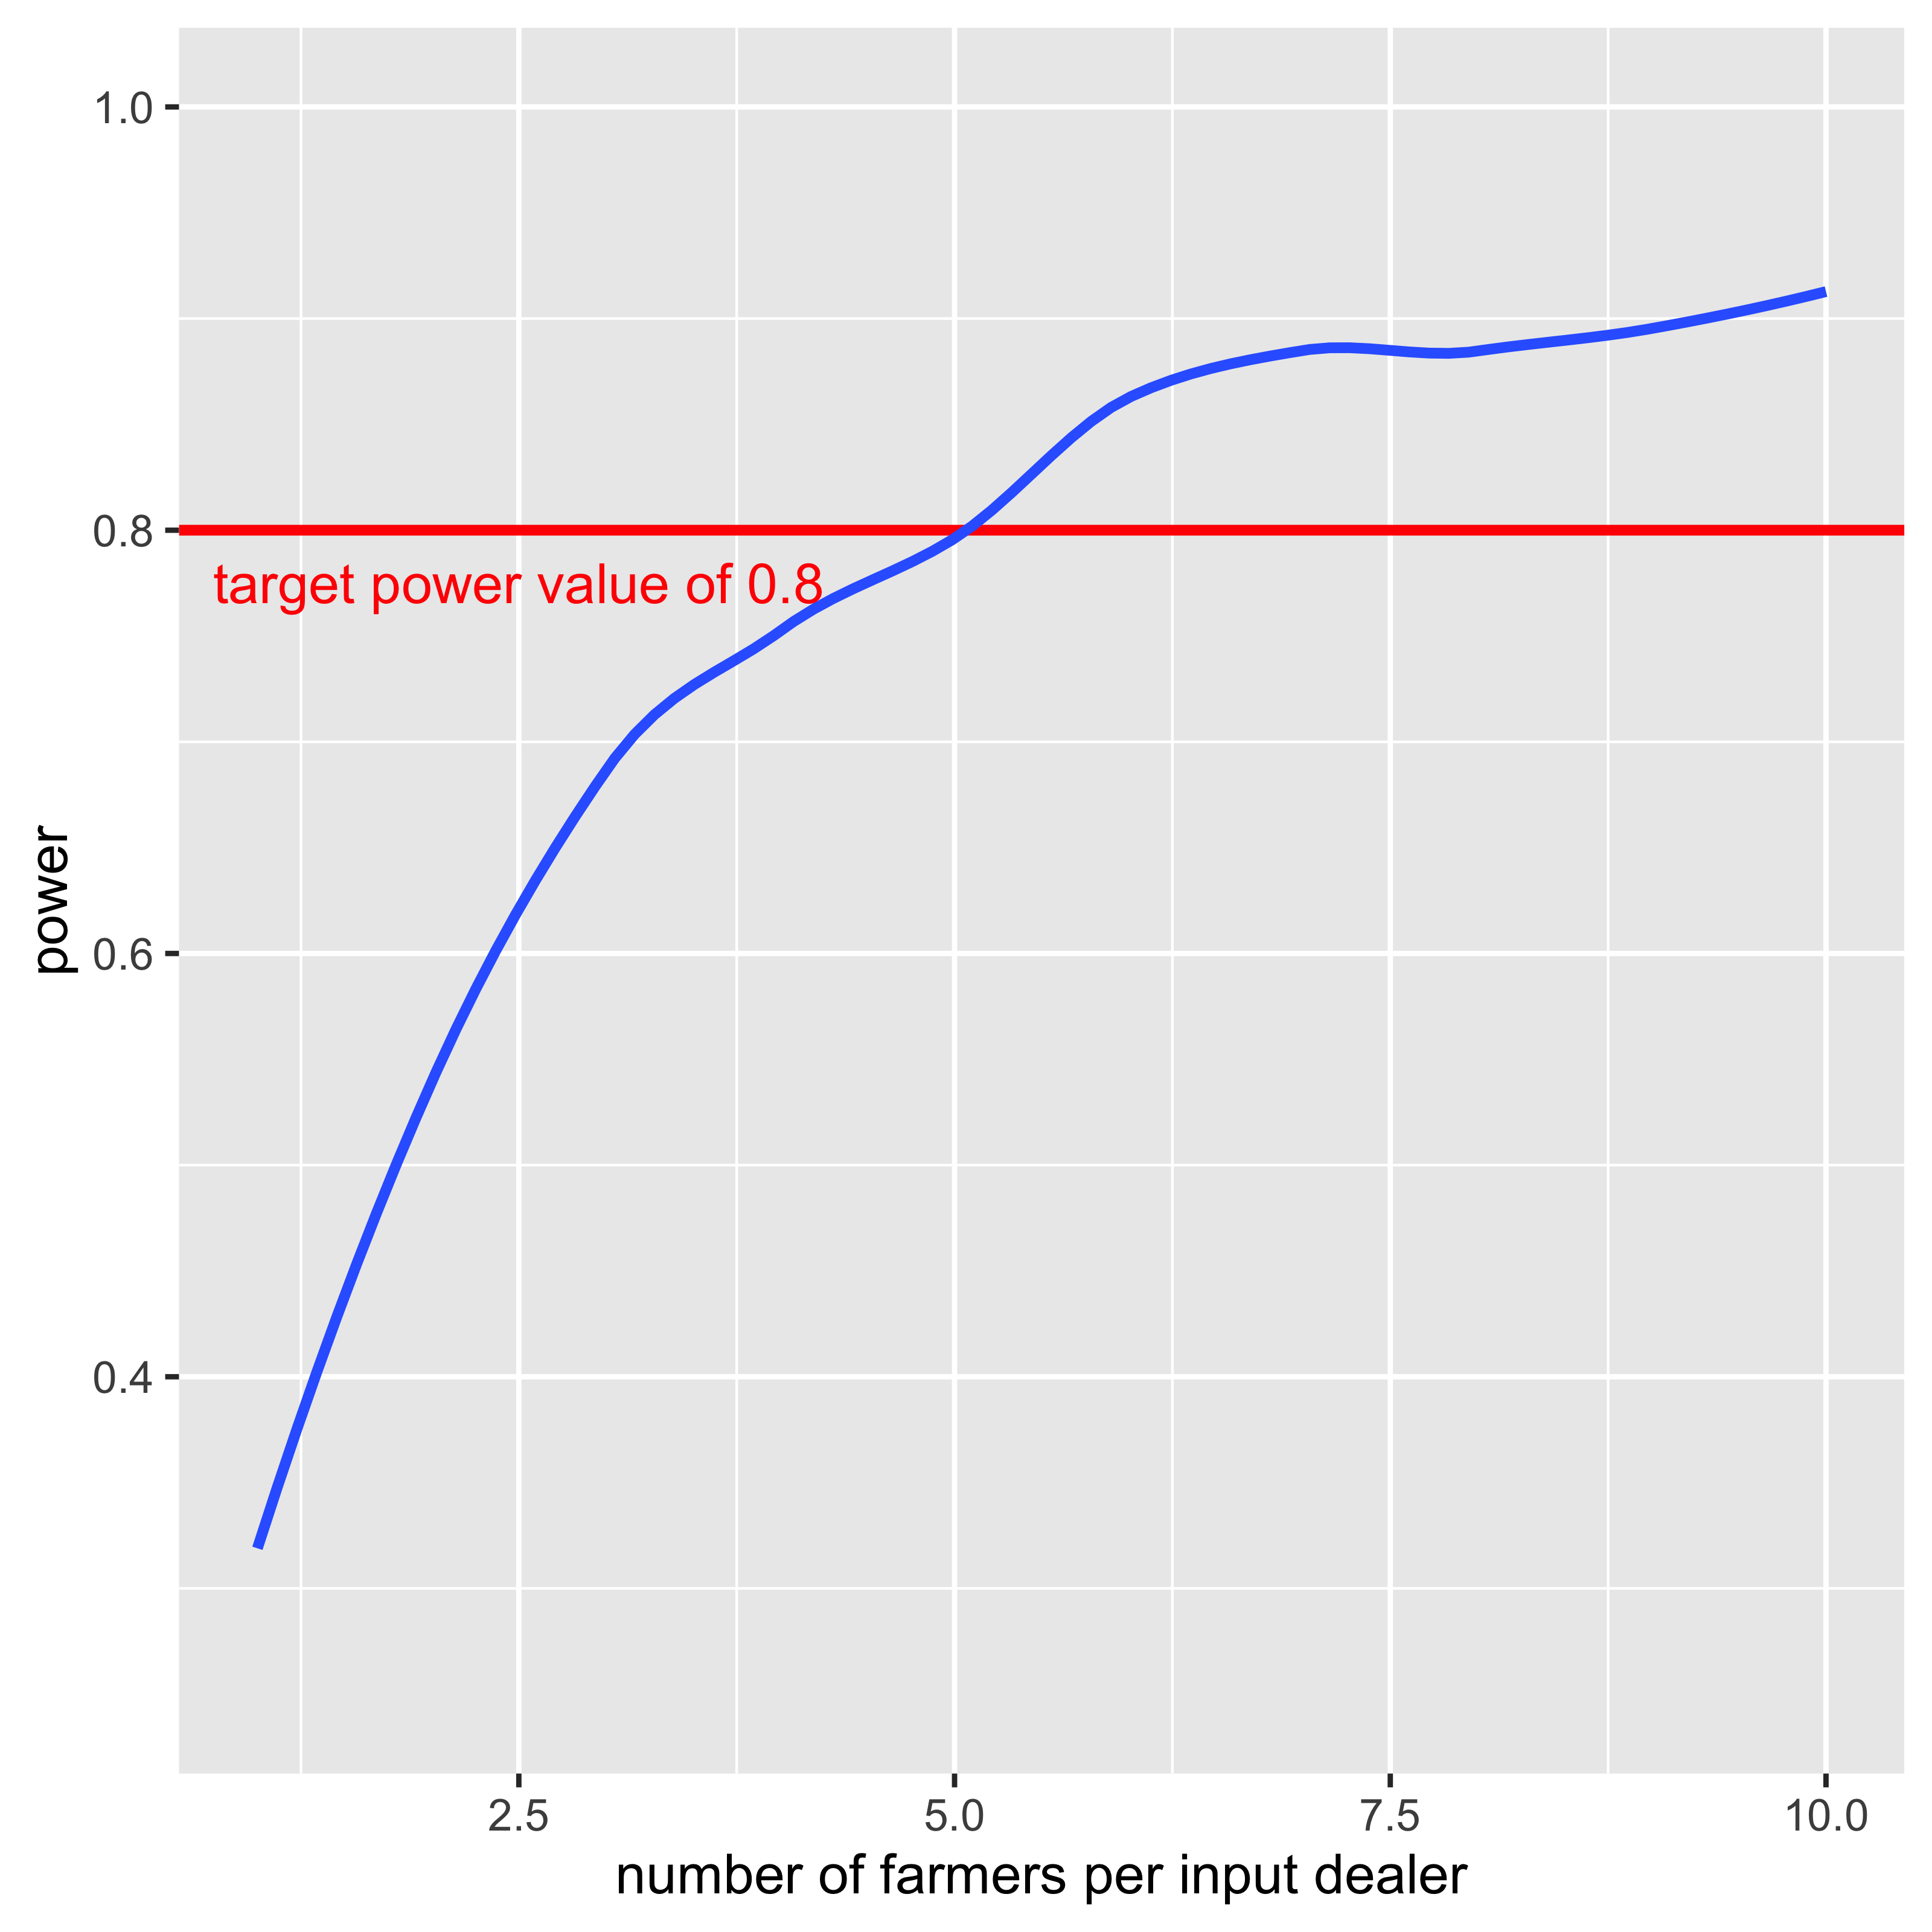 1.0
0.8
target power value of 0.8
0.6
0.4
power
2.5 5.0 7.5 10.0
number of farmers per input dealer